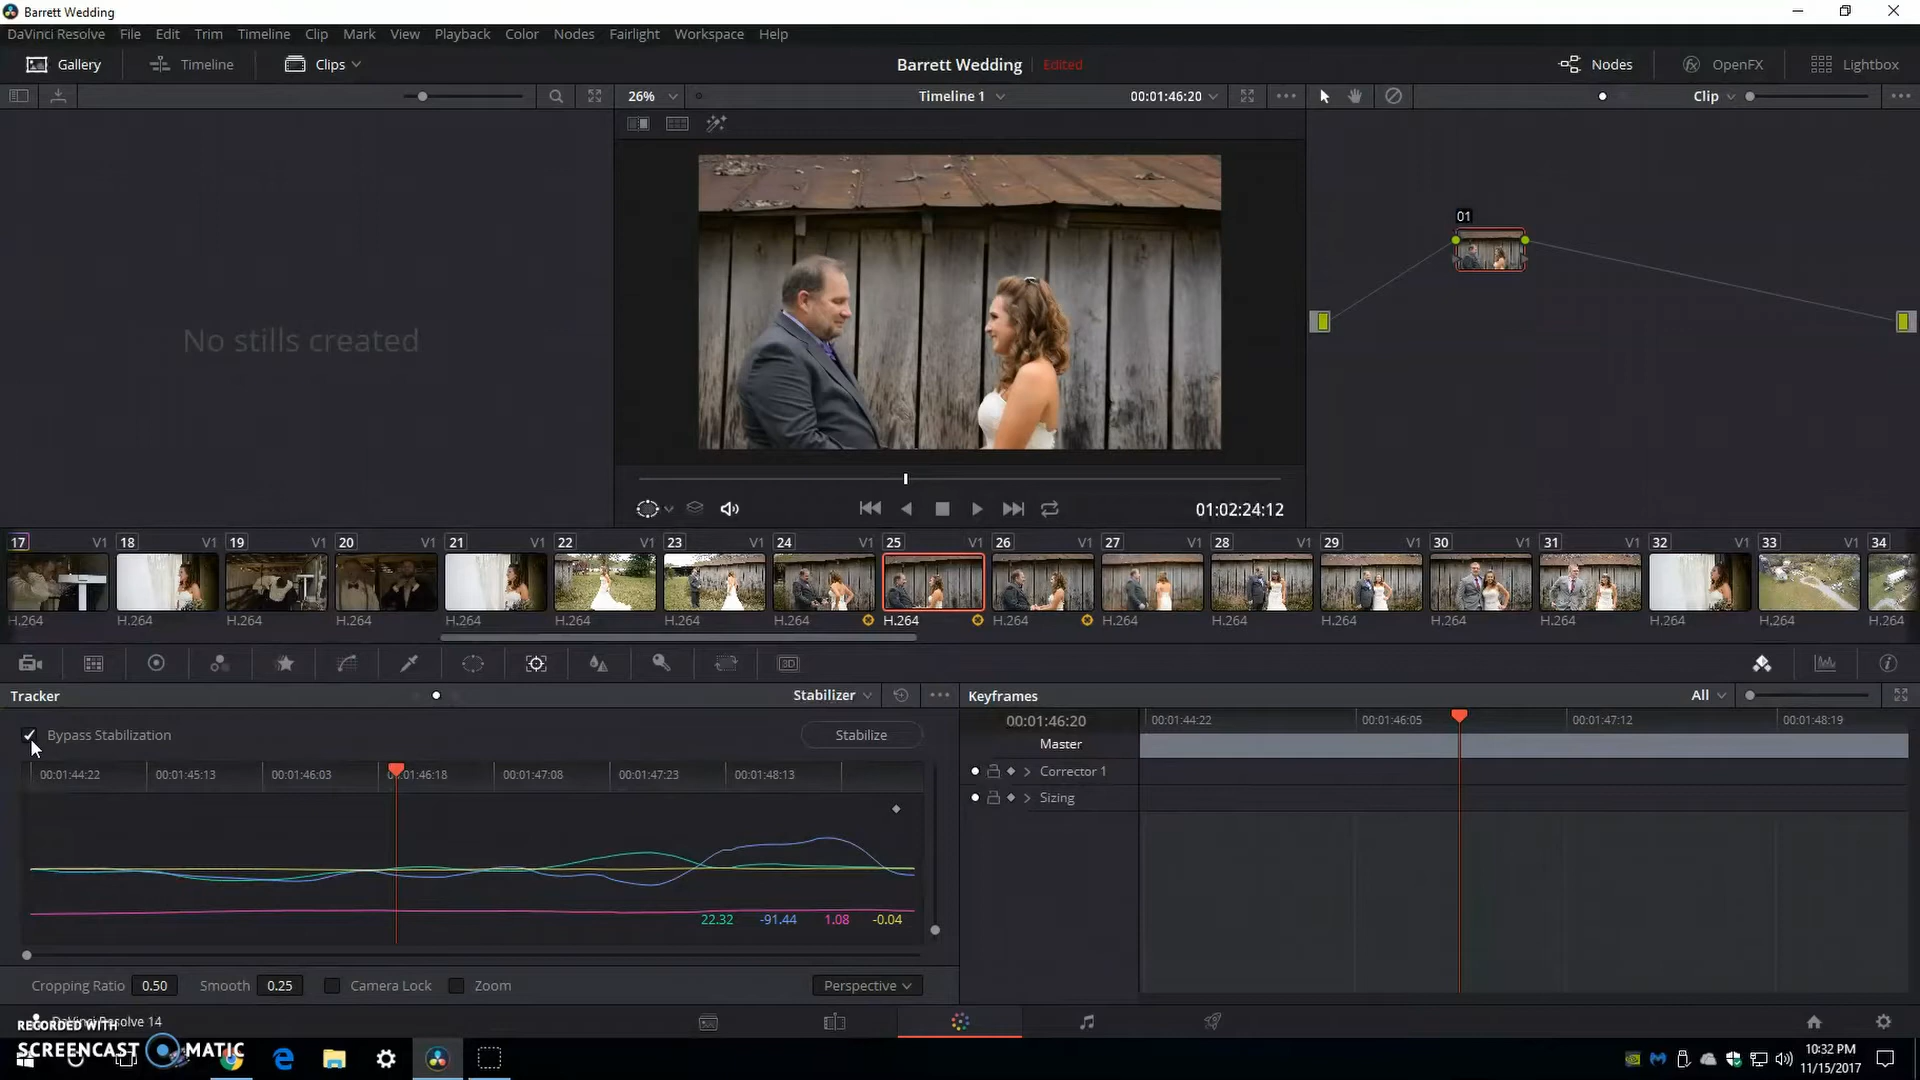 Barrett Wedding
DaVinci Resolve File Edit Trim Timeline Clip Mark View Playback Color Nodes Fairlight Workspace Help
Gallery Timeline Clips Barrett Wedding Edited Nodes OpenFX Lightbox
26% Timeline 1 00:01:46:20 Clip
01
No stills created
01:02:24:12
17 V1 18 V1 19 V1 20 V1 21 V1 22 V1 23 V1 24 V1 25 V1 26 V1 27 V1 28 V1 29 V1 30 V1 31 V1 32 V1 33 V1 34
H.264 H.264 H.264 H.264 H.264 H.264 H.264 H.264 H.264 H.264 H.264 H.264 H.264 H.264 H.264 H.264 H.264 H.264
3D
Tracker Stabilizer Keyframes All
Bypass Stabilization Stabilize
00:01:46:20 00:01:44:22 00:01:46:05 00:01:47:12 00:01:48:19
Master
00:01:44:22 00:01:45:13 00:01:46:03 00:01:46:18 00:01:47:08 00:01:47:23 00:01:48:13
Corrector 1
Sizing
22.32 -91.44 1.08 -0.04
Cropping Ratio 0.50 Smooth 0.25 Camera Lock Zoom Perspective
DaVinci Resolve 14
RECORDED WITH
SCREENCAST MATIC
10:32 PM
11/15/2017